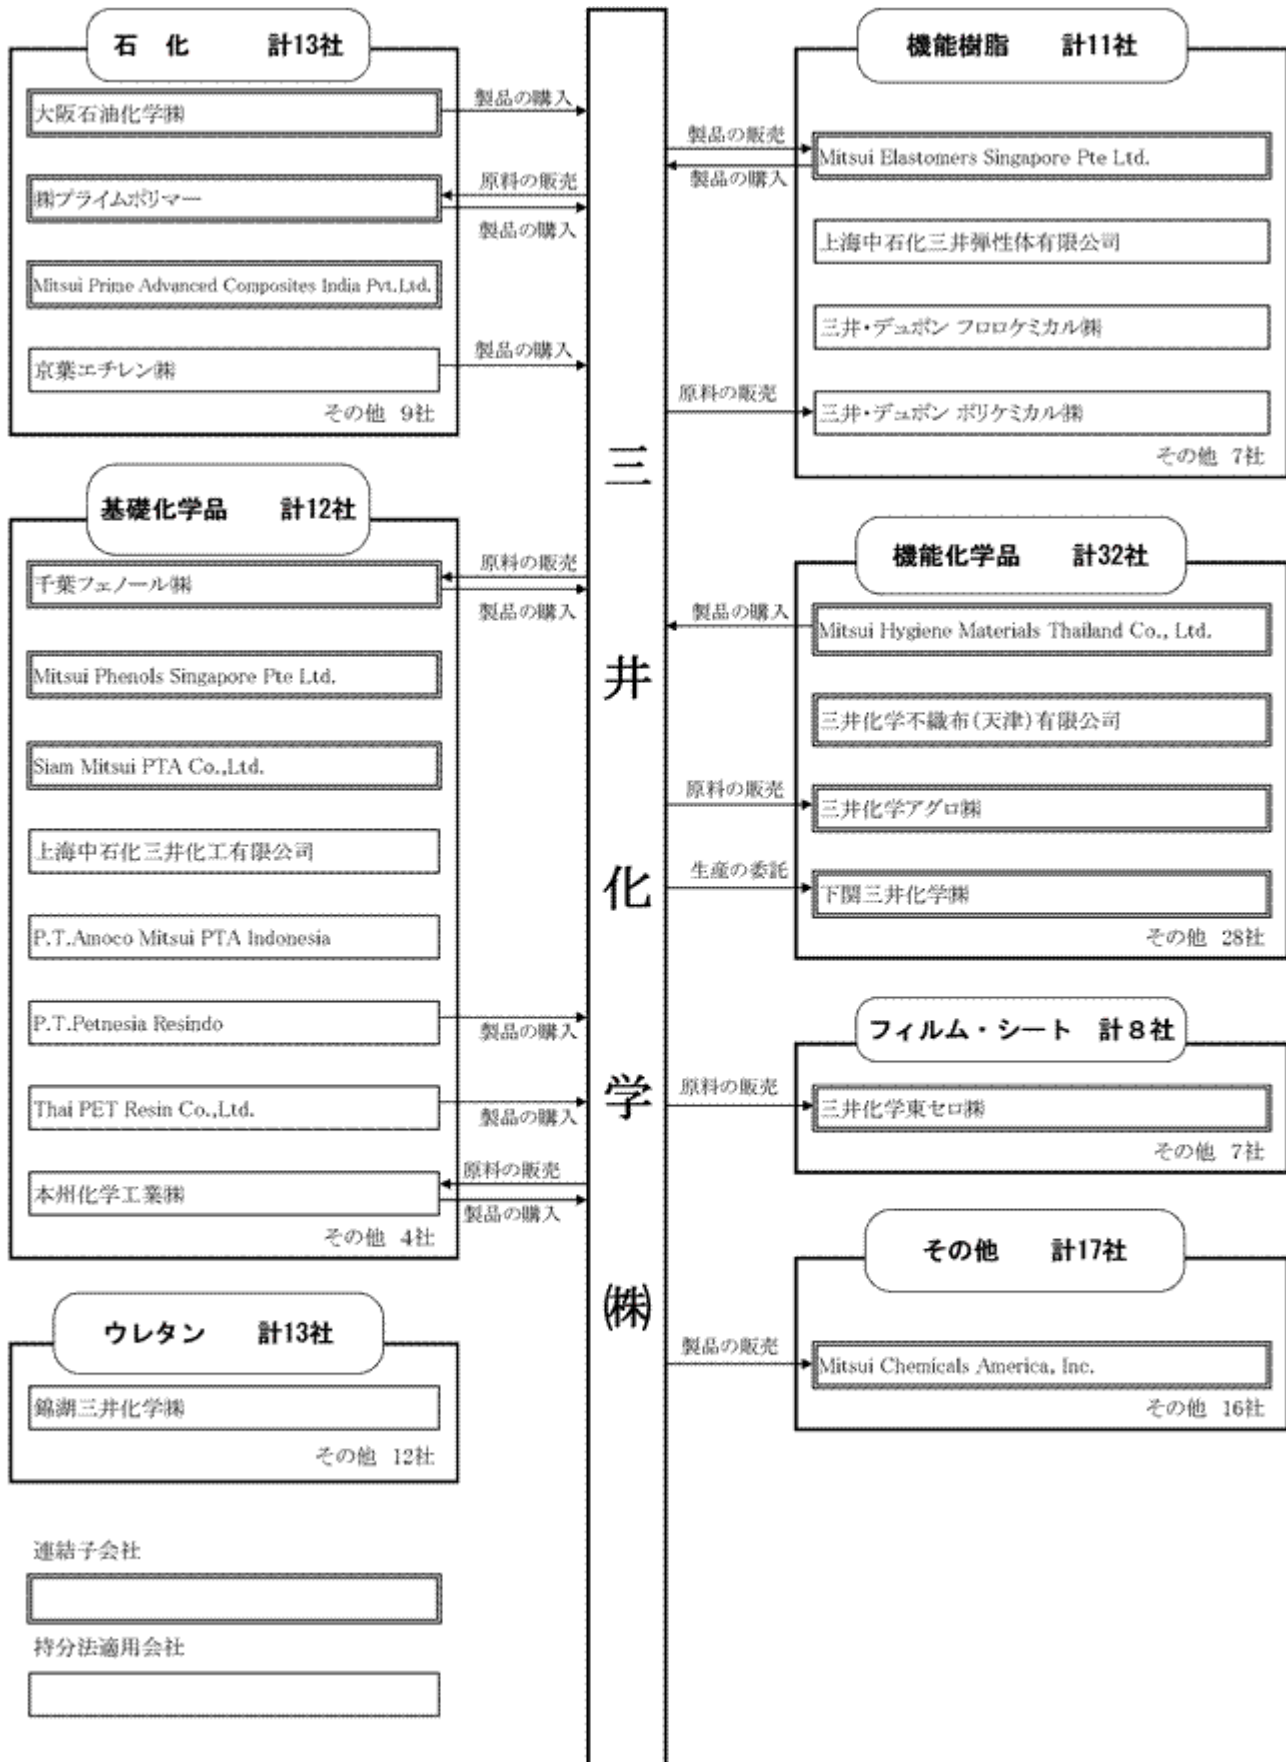 石　化　　　計13社
大阪石油化学㈱
製品の購入
㈱プライムポリマー
原料の販売
製品の購入
Mitsui Prime Advanced Composites India Pvt.Ltd.
京葉エチレン㈱
製品の購入
その他 9社
基礎化学品　　計12社
千葉フェノール㈱
原料の販売
製品の購入
Mitsui Phenols Singapore Pte Ltd.
Siam Mitsui PTA Co.,Ltd.
上海中石化三井化工有限公司
P.T.Amoco Mitsui PTA Indonesia
P.T.Petnesia Resindo
製品の購入
Thai PET Resin Co.,Ltd.
製品の購入
本州化学工業㈱
原料の販売
製品の購入
その他 4社
ウレタン　　計13社
錦湖三井化学㈱
その他 12社
連結子会社
持分法適用会社
三井化学㈱
機能樹脂　　計11社
製品の販売
製品の購入
Mitsui Elastomers Singapore Pte Ltd.
上海中石化三井弾性体有限公司
三井・デュポン フロロケミカル㈱
原料の販売
三井・デュポン ポリケミカル㈱
その他 7社
機能化学品　　計32社
製品の購入
Mitsui Hygiene Materials Thailand Co., Ltd.
三井化学不織布(天津)有限公司
原料の販売
三井化学アグロ㈱
生産の委託
下関三井化学㈱
その他 28社
フィルム・シート　計８社
原料の販売
三井化学東セロ㈱
その他 7社
その他　　計17社
製品の販売
Mitsui Chemicals America, Inc.
その他 16社